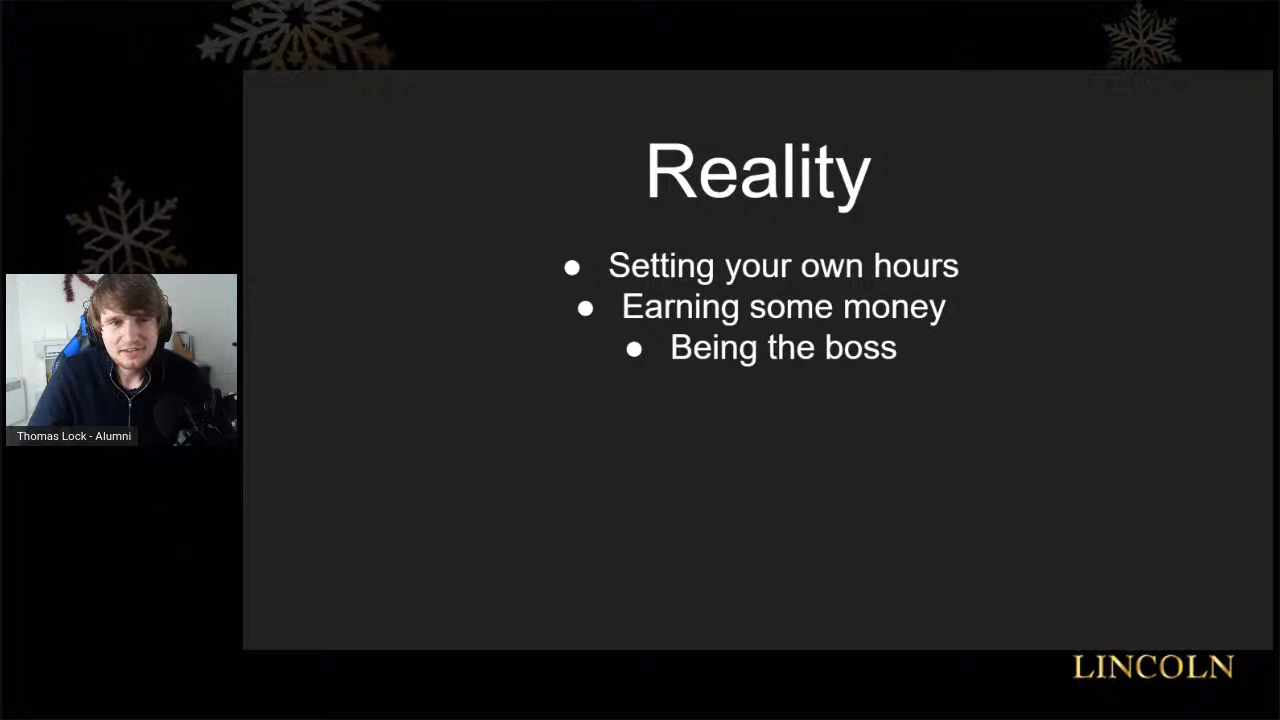 Reality
● Setting your own hours
● Earning some money
● Being the boss
Thomas Lock - Alumni
LINCOLN